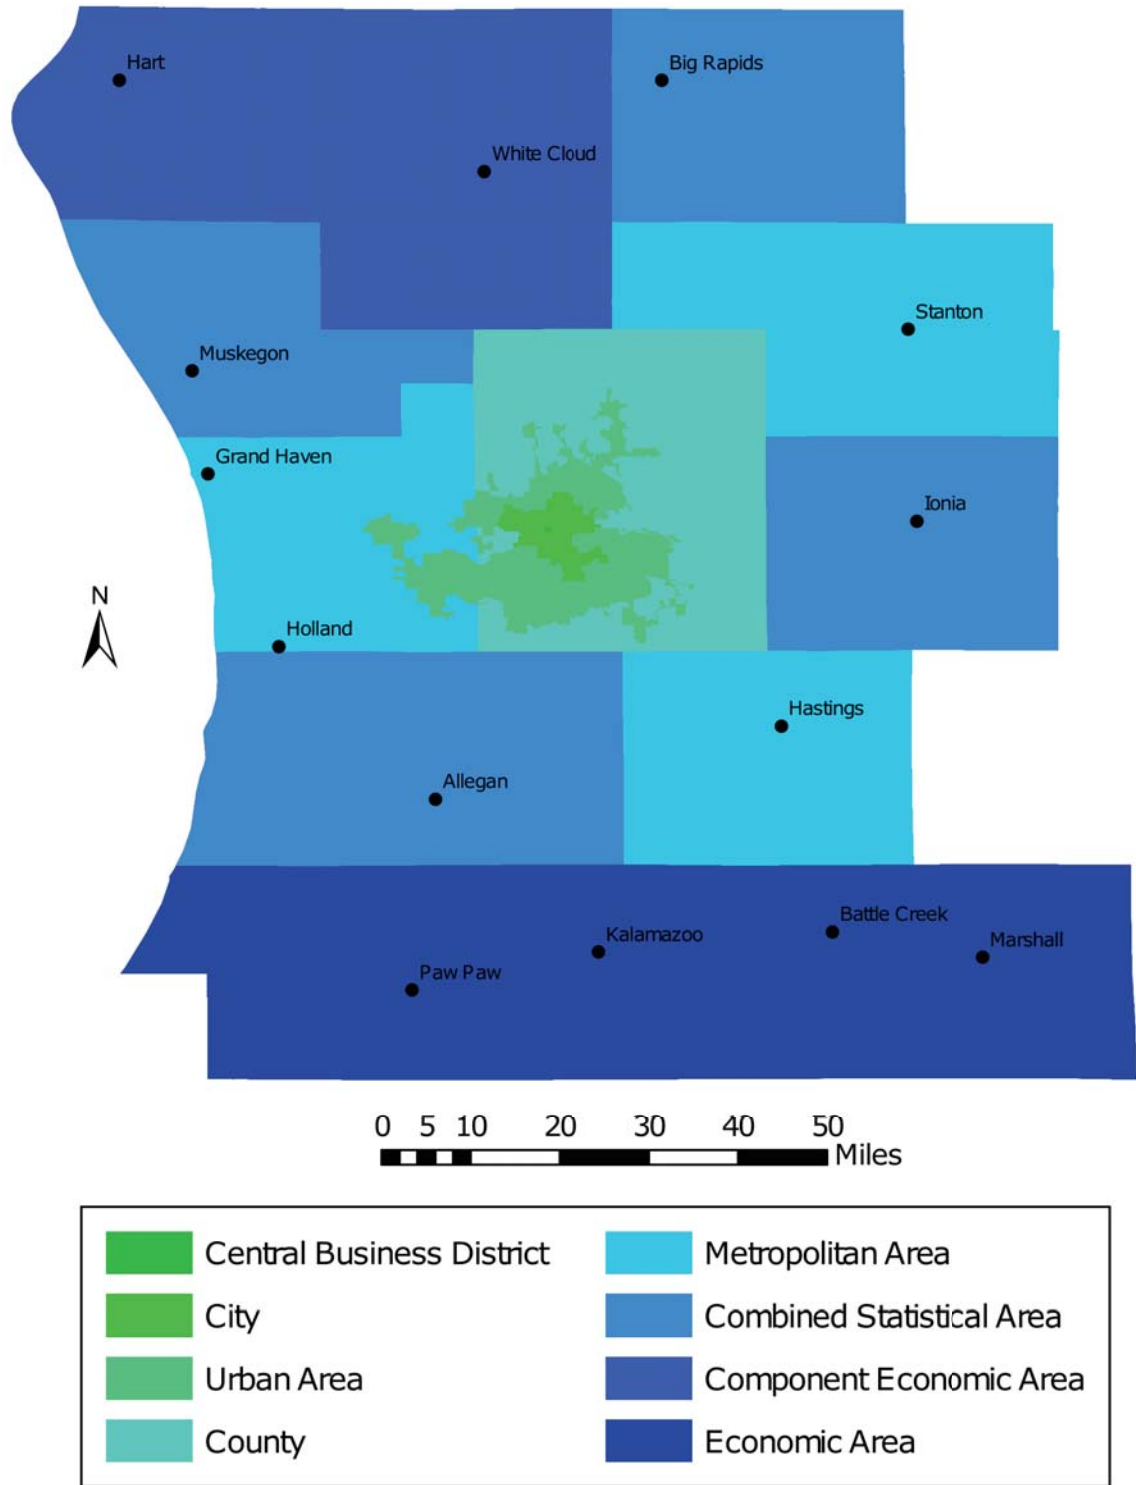 Hart
Big Rapids
White Cloud
Stanton
Muskegon
Grand Haven
Ionia
N
Holland
Hastings
Allegan
Battle Creek
Kalamazoo
Marshall
Paw Paw
0 5 10 20 30 40 50
Miles
Central Business District
City
Urban Area
County
Metropolitan Area
Combined Statistical Area
Component Economic Area
Economic Area